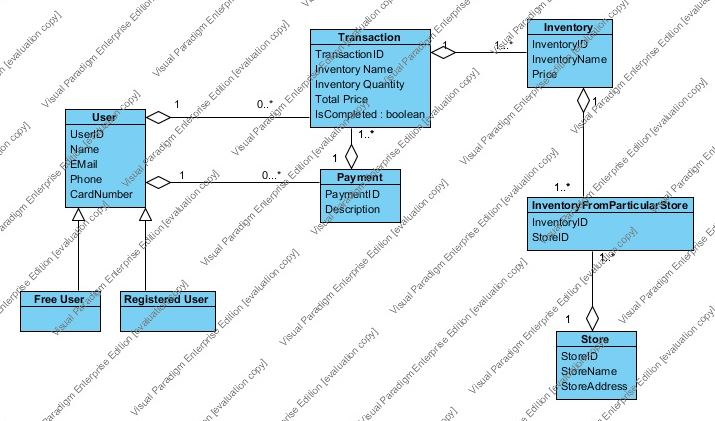 Transaction
TransactionID
Inventory Name
Inventory Quantity
Total Price
IsCompleted : boolean
Inventory
InventoryID
InventoryName
Price
1
1..*
User
UserID
Name
EMail
Phone
CardNumber
1
0..*
1
1..*
1
1
0...*
Payment
PaymentID
Description
1..*
InventoryFromParticularStore
InventoryID
StoreID
1..*
1
Free User
Registered User
Store
StoreID
StoreName
StoreAddress
Visual Paradigm Enterprise Edition [evaluation copy]